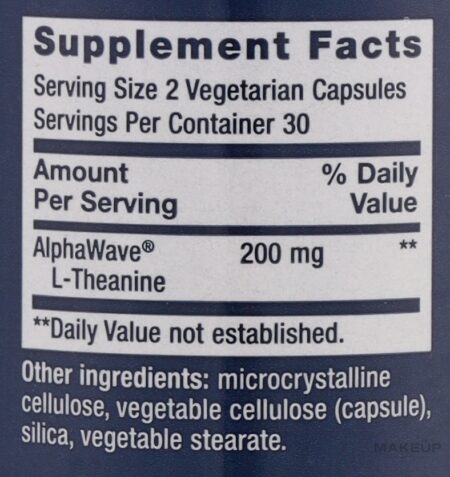 Supplement Facts
Serving Size 2 Vegetarian Capsules
Servings Per Container 30
Amount % Daily
Per Serving Value
AlphaWave® 200 mg **
L-Theanine
**Daily Value not established.
Other ingredients: microcrystalline
cellulose, vegetable cellulose (capsule),
silica, vegetable stearate.
MAKEUP